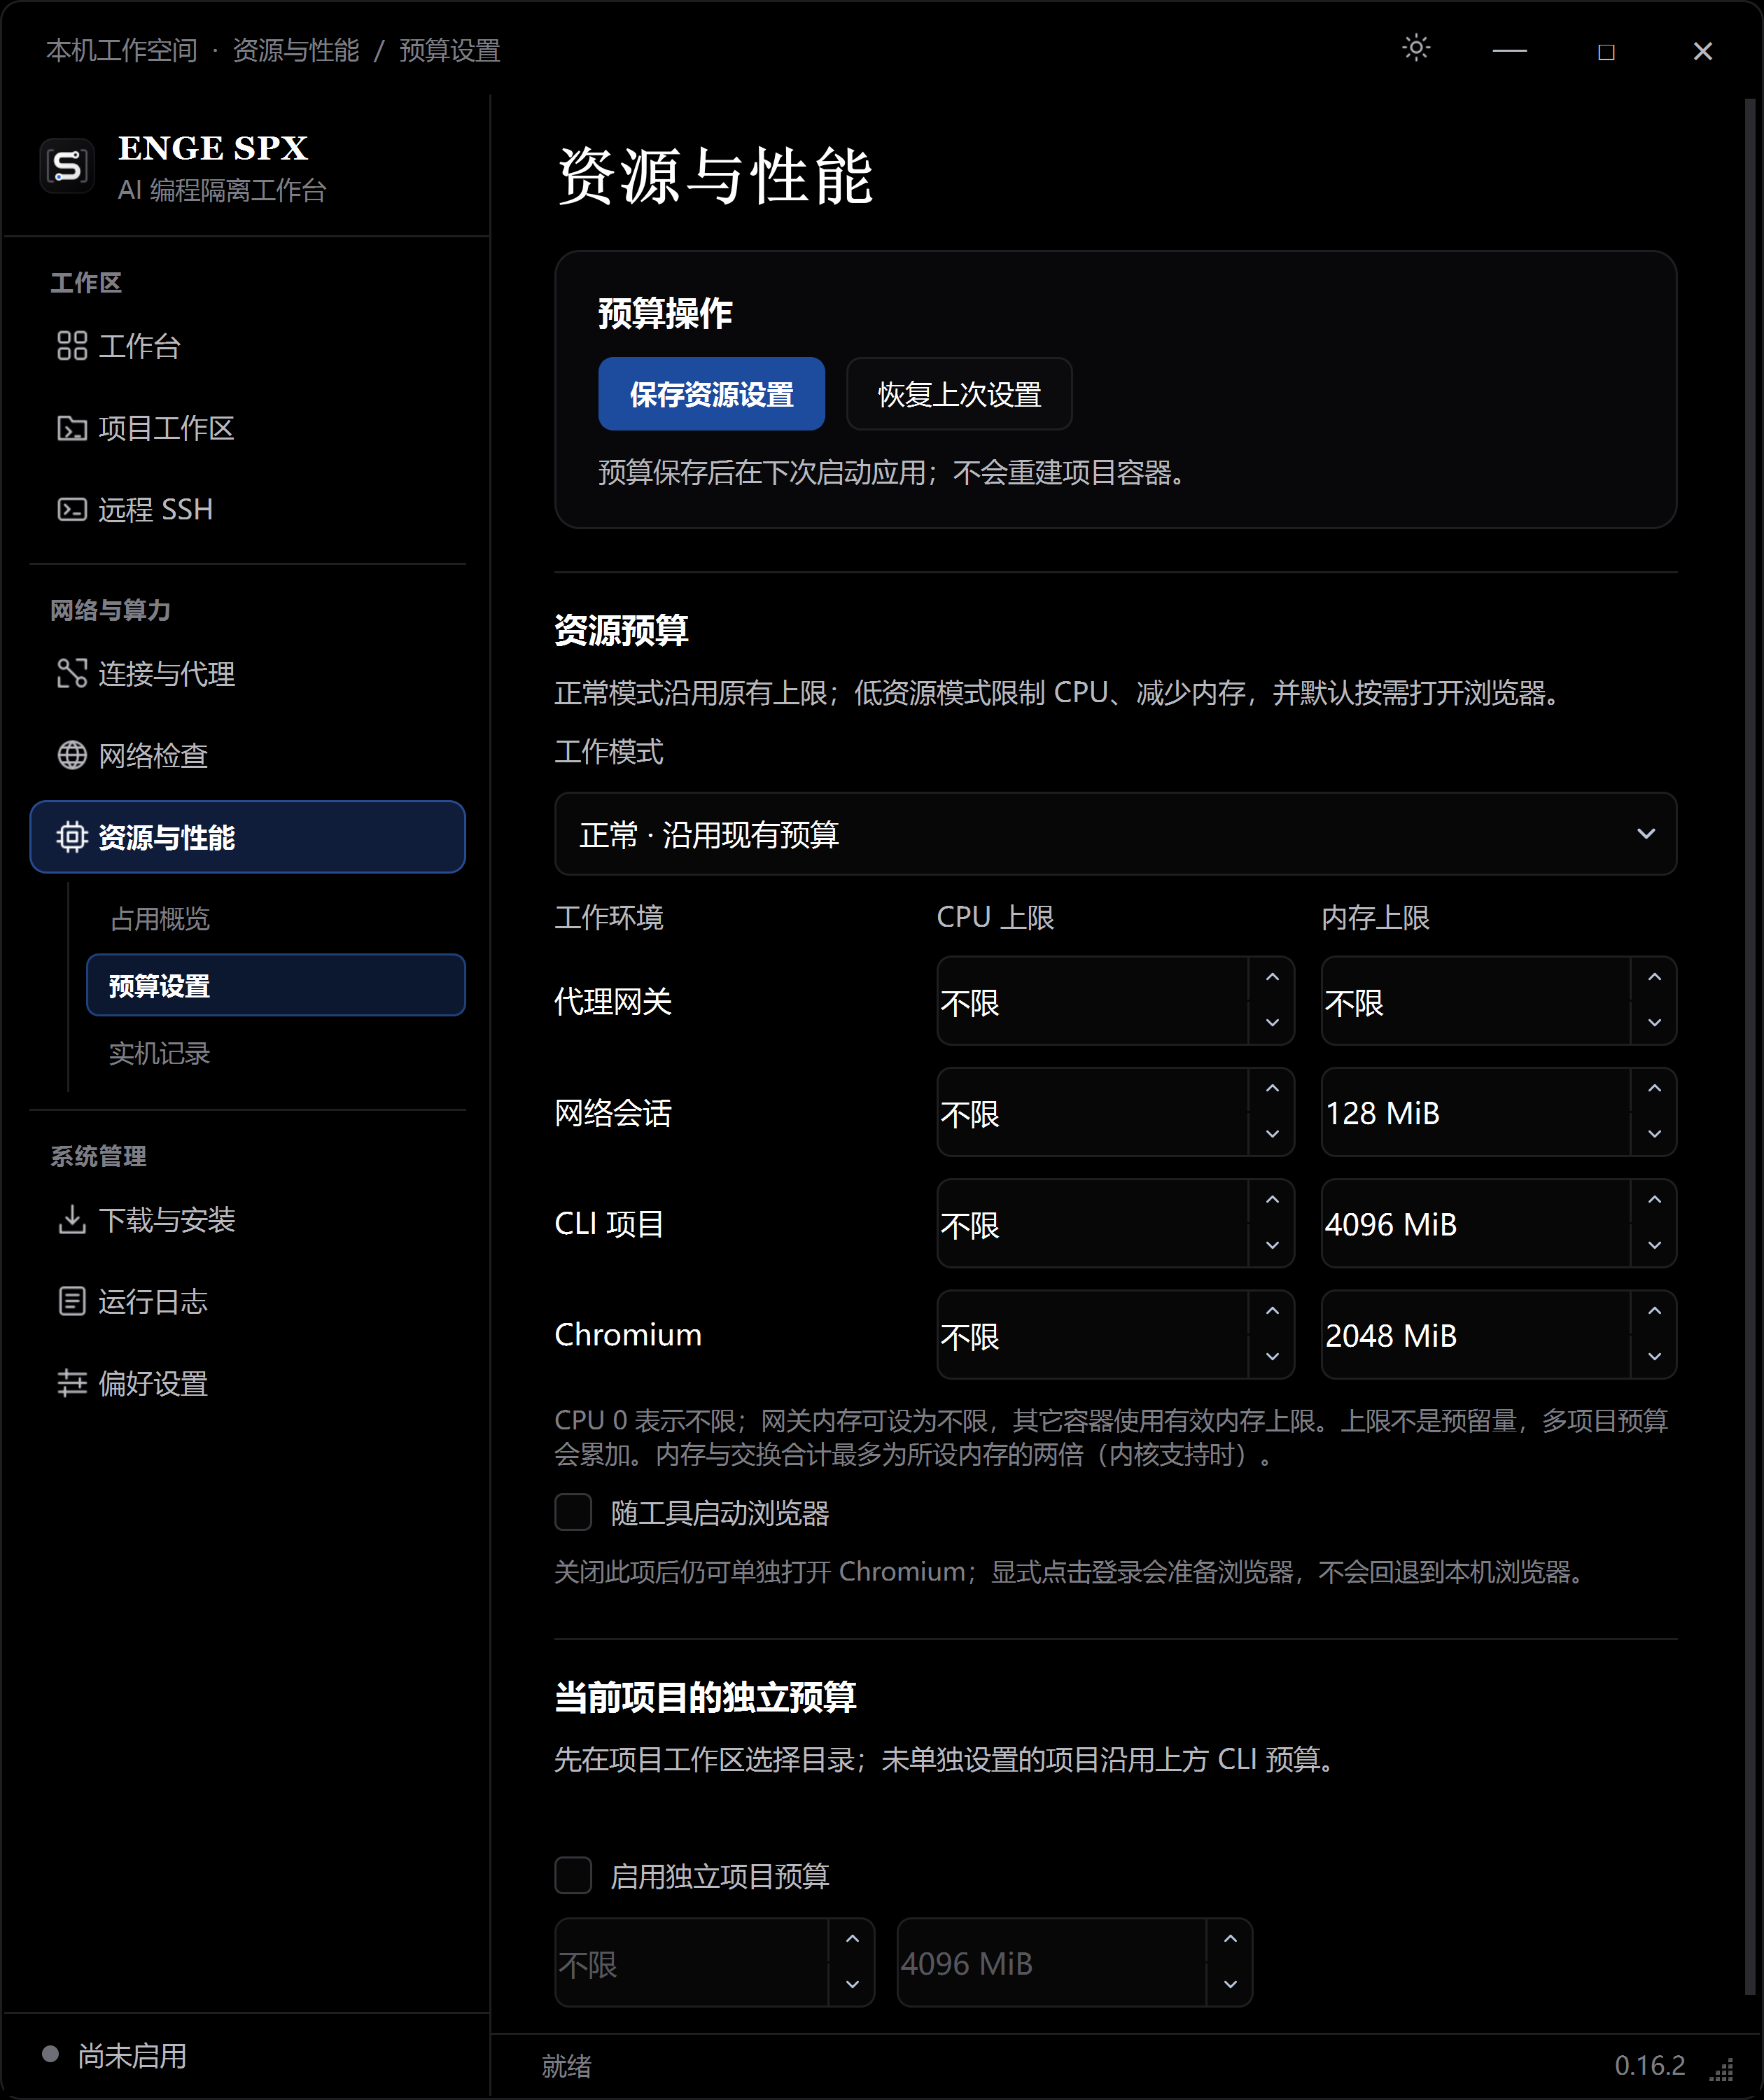 本机工作空间 · 资源与性能 / 预算设置
ENGE SPX
AI 编程隔离工作台
工作区
工作台
项目工作区
远程 SSH
网络与算力
连接与代理
网络检查
资源与性能
占用概览
预算设置
实机记录
系统管理
下载与安装
运行日志
偏好设置
尚未启用
资源与性能
预算操作
保存资源设置
恢复上次设置
预算保存后在下次启动应用；不会重建项目容器。
资源预算
正常模式沿用原有上限；低资源模式限制 CPU、减少内存，并默认按需打开浏览器。
工作模式
正常 · 沿用现有预算
工作环境 CPU 上限 内存上限
代理网关 不限 不限
网络会话 不限 128 MiB
CLI 项目 不限 4096 MiB
Chromium 不限 2048 MiB
CPU 0 表示不限；网关内存可设为不限，其它容器使用有效内存上限。上限不是预留量，多项目预算
会累加。内存与交换合计最多为所设内存的两倍（内核支持时）。
随工具启动浏览器
关闭此项后仍可单独打开 Chromium；显式点击登录会准备浏览器，不会回退到本机浏览器。
当前项目的独立预算
先在项目工作区选择目录；未单独设置的项目沿用上方 CLI 预算。
启用独立项目预算
不限 4096 MiB
就绪 0.16.2